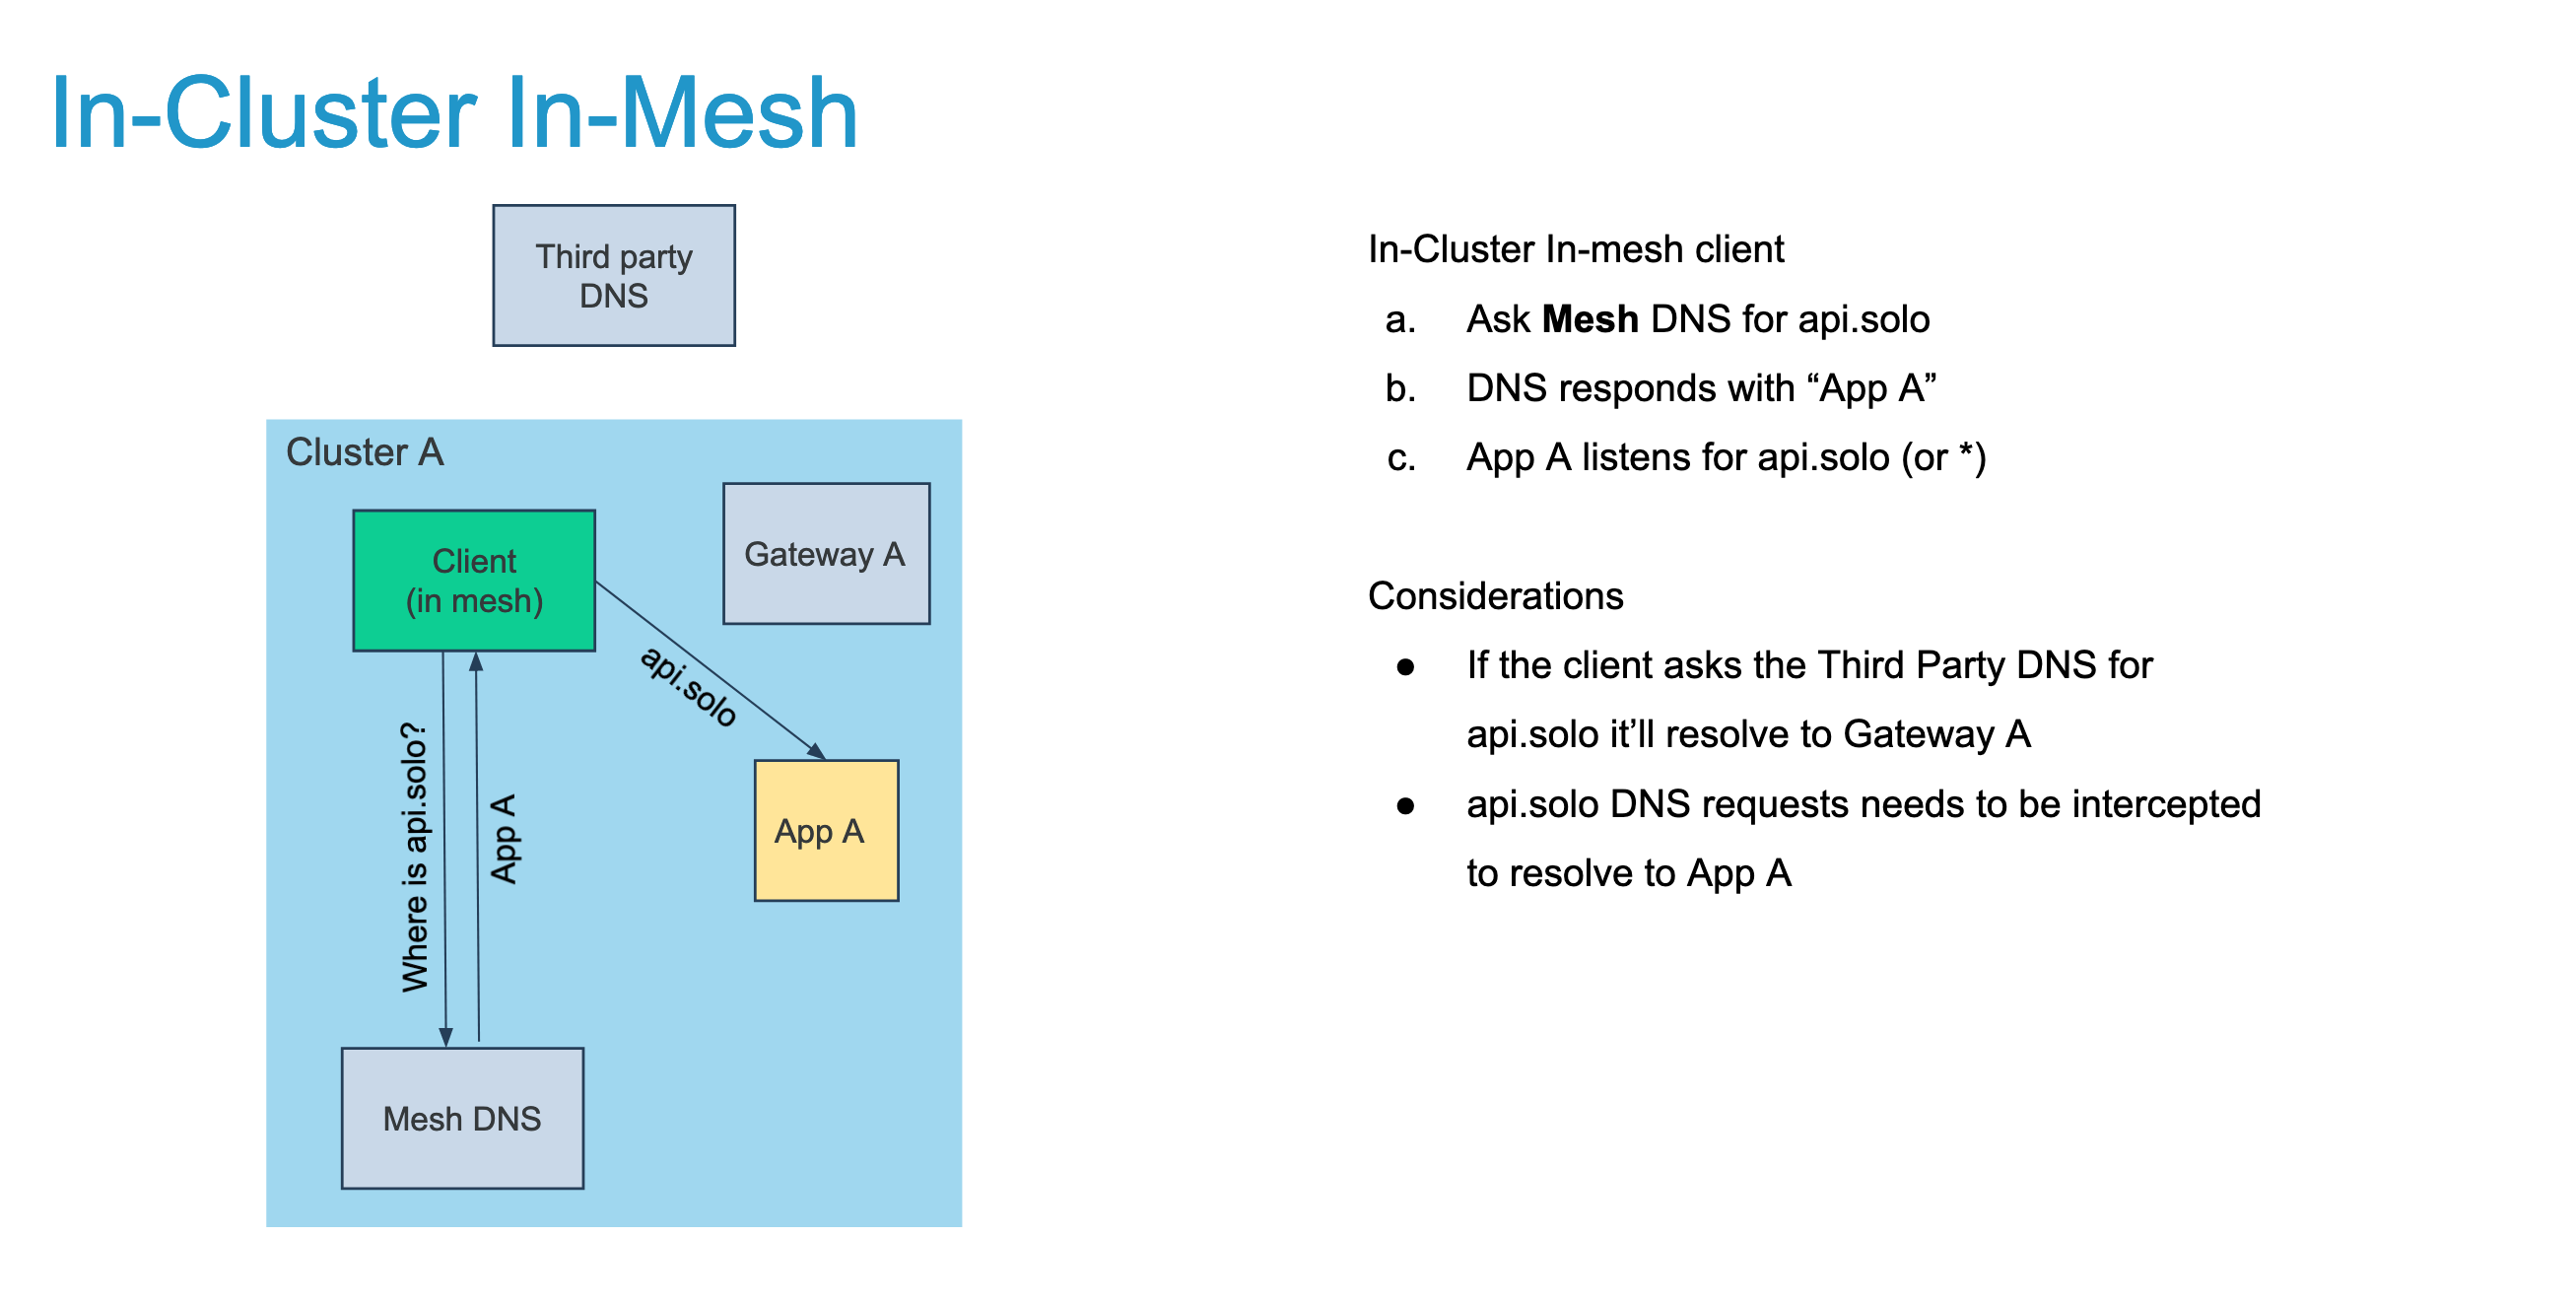 In-Cluster In-Mesh
Third party
DNS
Cluster A
Client
(in mesh)
Gateway A
api.solo
Where is api.solo?
App A
App A
Mesh DNS
In-Cluster In-mesh client
a. Ask Mesh DNS for api.solo
b. DNS responds with “App A”
c. App A listens for api.solo (or *)
Considerations
● If the client asks the Third Party DNS for
api.solo it’ll resolve to Gateway A
● api.solo DNS requests needs to be intercepted
to resolve to App A